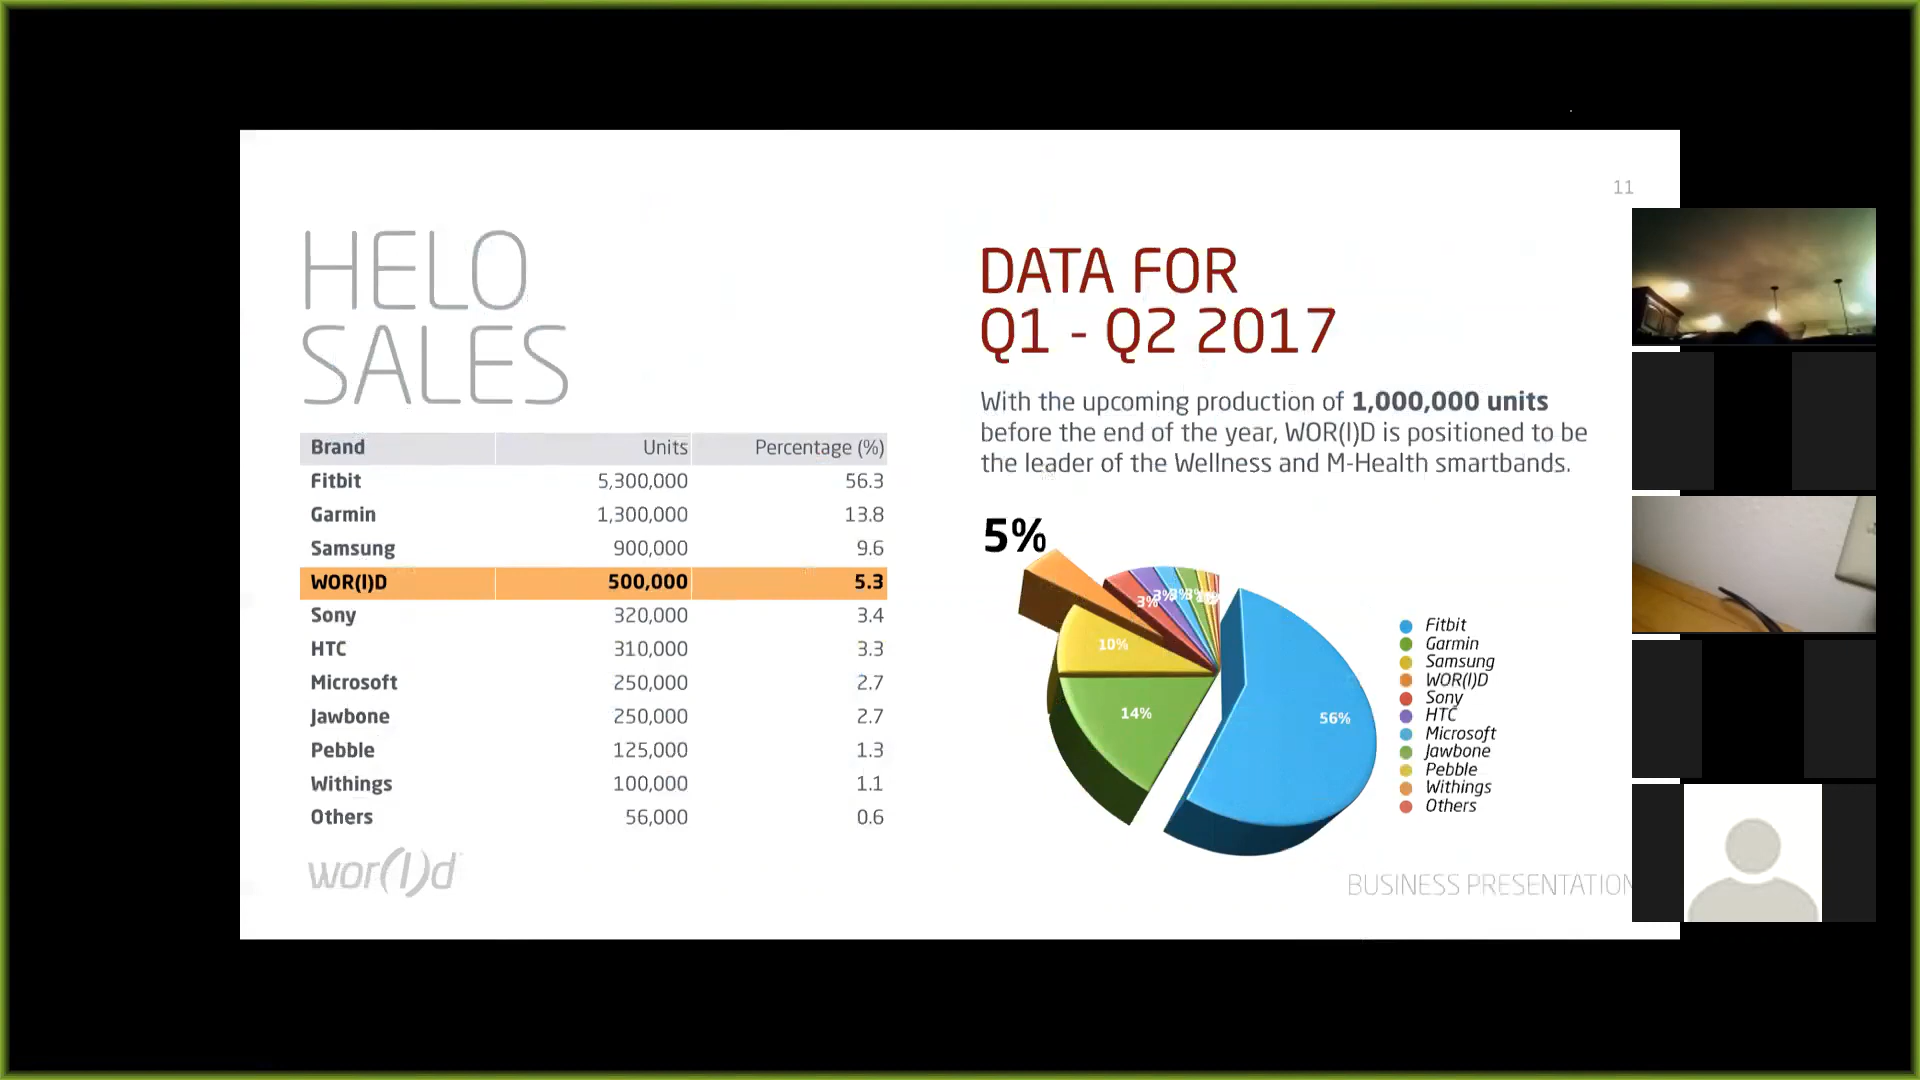 11
HELO
SALES
DATA FOR
Q1 - Q2 2017
With the upcoming production of 1,000,000 units
before the end of the year, WOR(l)D is positioned to be
the leader of the Wellness and M-Health smartbands.
Brand Units Percentage (%)
Fitbit 5,300,000 56.3
Garmin 1,300,000 13.8
Samsung 900,000 9.6
WOR(l)D 500,000 5.3
Sony 320,000 3.4
HTC 310,000 3.3
Microsoft 250,000 2.7
Jawbone 250,000 2.7
Pebble 125,000 1.3
Withings 100,000 1.1
Others 56,000 0.6
5%
3% 3% 3% 3%
10%
14%
56%
Fitbit
Garmin
Samsung
WOR(l)D
Sony
HTC
Microsoft
Jawbone
Pebble
Withings
Others
wor(l)d
BUSINESS PRESENTATION